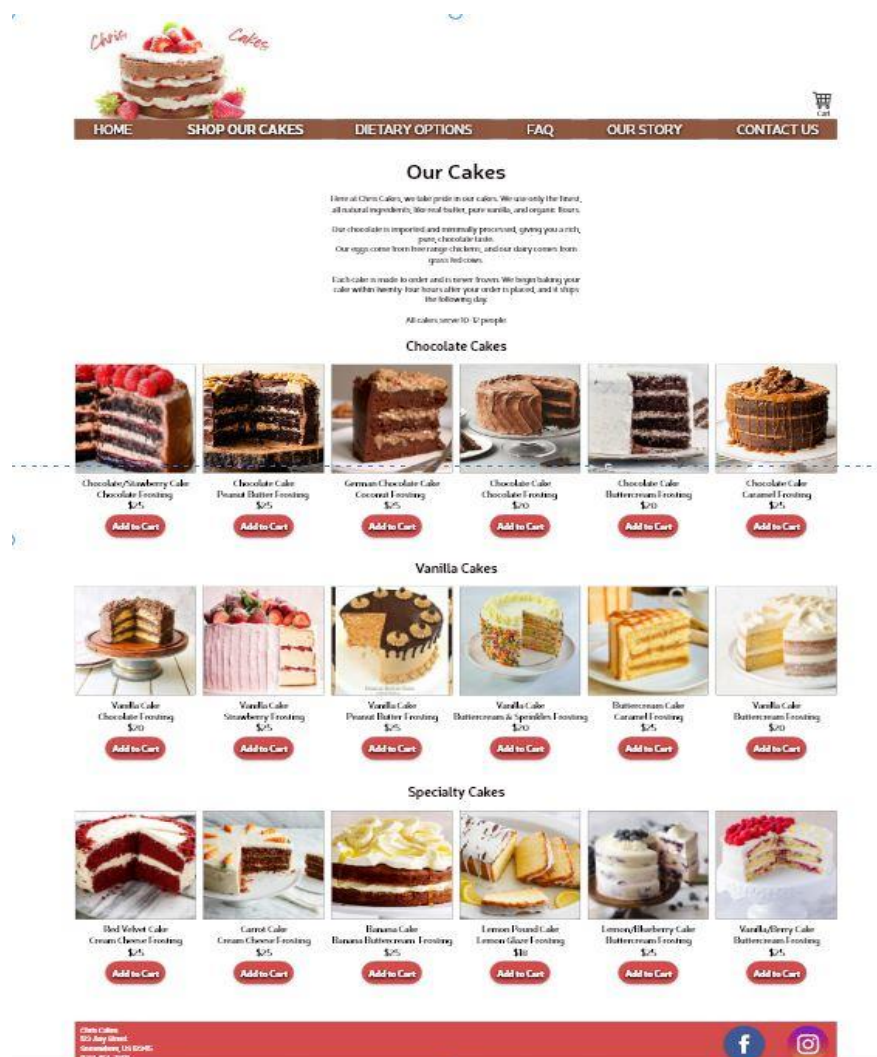 Chris Cakes
Cart
HOME SHOP OUR CAKES DIETARY OPTIONS FAQ OUR STORY CONTACT US
Our Cakes
Here at Chris Cakes, we take pride in our cakes. We use only the finest,
all natural ingredients, like real butter, pure vanilla, and organic flours.
Our chocolate is imported and minimally processed, giving you a rich,
pure, chocolate taste.
Our eggs come from free range chickens, and our dairy comes from
grass fed cows.
Each cake is made to order and is never frozen. We begin baking your
cake within twenty-four hours after your order is placed, and it ships
the following day.
All cakes serve 10-12 people
Chocolate Cakes
Chocolate/Stawberry Cake Chocolate Cake German Chocolate Cake Chocolate Cake Chocolate Cake Chocolate Cake
Chocolate Frosting Peanut Butter Frosting Coconut Frosting Chocolate Frosting Buttercream Frosting Caramel Frosting
$25 $25 $25 $20 $20 $25
Add to Cart Add to Cart Add to Cart Add to Cart Add to Cart Add to Cart
Vanilla Cakes
Vanilla Cake Vanilla Cake Vanilla Cake Vanilla Cake Buttercream Cake Vanilla Cake
Chocolate Frosting Strawberry Frosting Peanut Butter Frosting Buttercream & Sprinkles Frosting Caramel Frosting Buttercream Frosting
$20 $25 $25 $20 $25 $20
Add to Cart Add to Cart Add to Cart Add to Cart Add to Cart Add to Cart
Specialty Cakes
Red Velvet Cake Carrot Cake Banana Cake Lemon Pound Cake Lemon/Blueberry Cake Vanilla/Berry Cake
Cream Cheese Frosting Cream Cheese Frosting Banana Buttercream Frosting Lemon Glaze Frosting Buttercream Frosting Buttercream Frosting
$25 $25 $25 $18 $25 $25
Add to Cart Add to Cart Add to Cart Add to Cart Add to Cart Add to Cart
Chris Cakes
123 Any Street